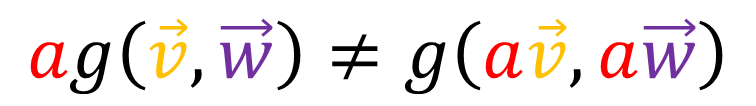 ag(v⃗, w⃗) ≠ g(av⃗, aw⃗)